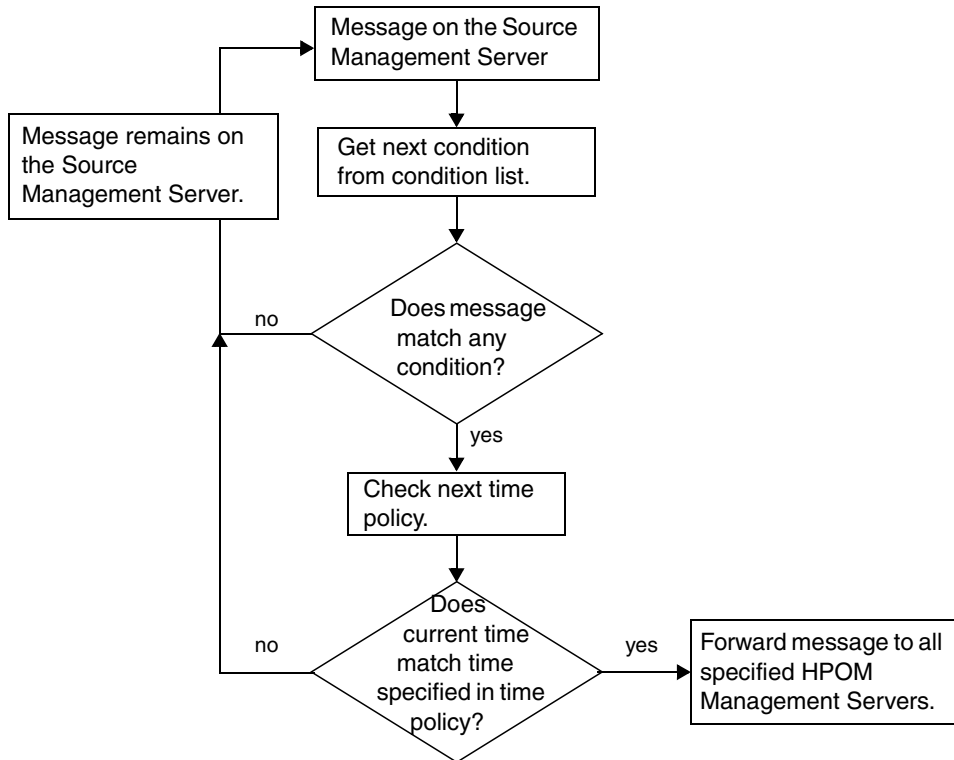 Message on the Source
Management Server
Message remains on
the Source
Management Server.
Get next condition
from condition list.
Does message
match any
condition?
no
yes
Check next time
policy.
Does
current time
match time
specified in time
policy?
no
yes
Forward message to all
specified HPOM
Management Servers.